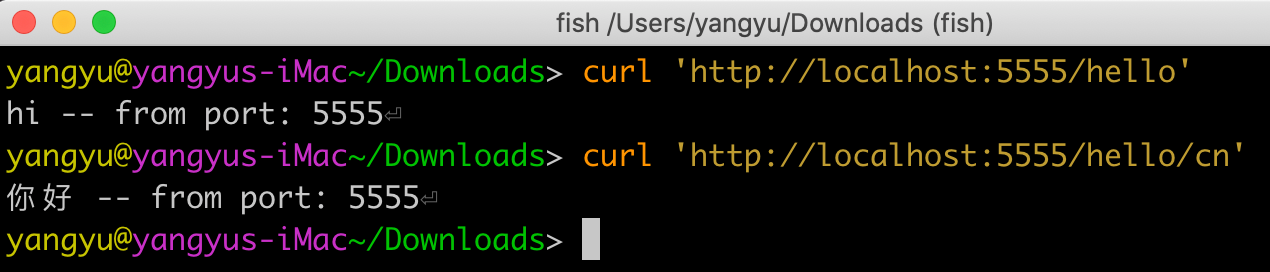 fish /Users/yangyu/Downloads (fish)
yangyu@yangyus-iMac~/Downloads> curl 'http://localhost:5555/hello'
hi -- from port: 5555⏎
yangyu@yangyus-iMac~/Downloads> curl 'http://localhost:5555/hello/cn'
你好 -- from port: 5555⏎
yangyu@yangyus-iMac~/Downloads>